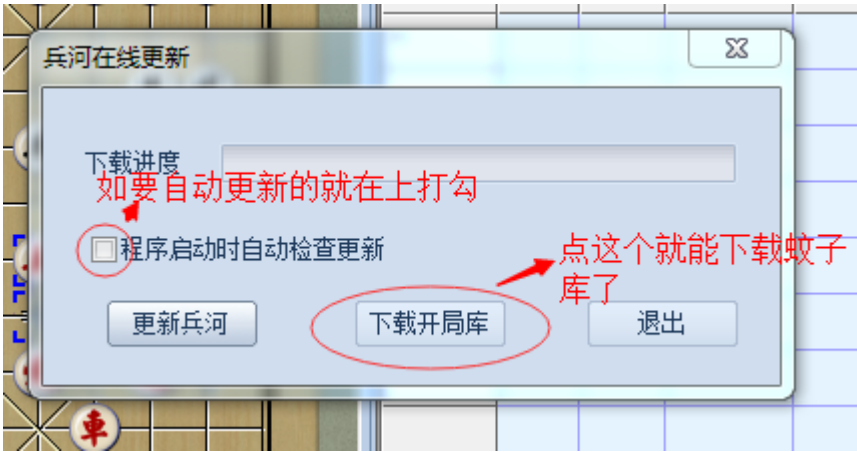 兵河在线更新
下载进度
如要自动更新的就在上打勾
程序启动时自动检查更新
点这个就能下载蚊子
库了
更新兵河
下载开局库
退出
車